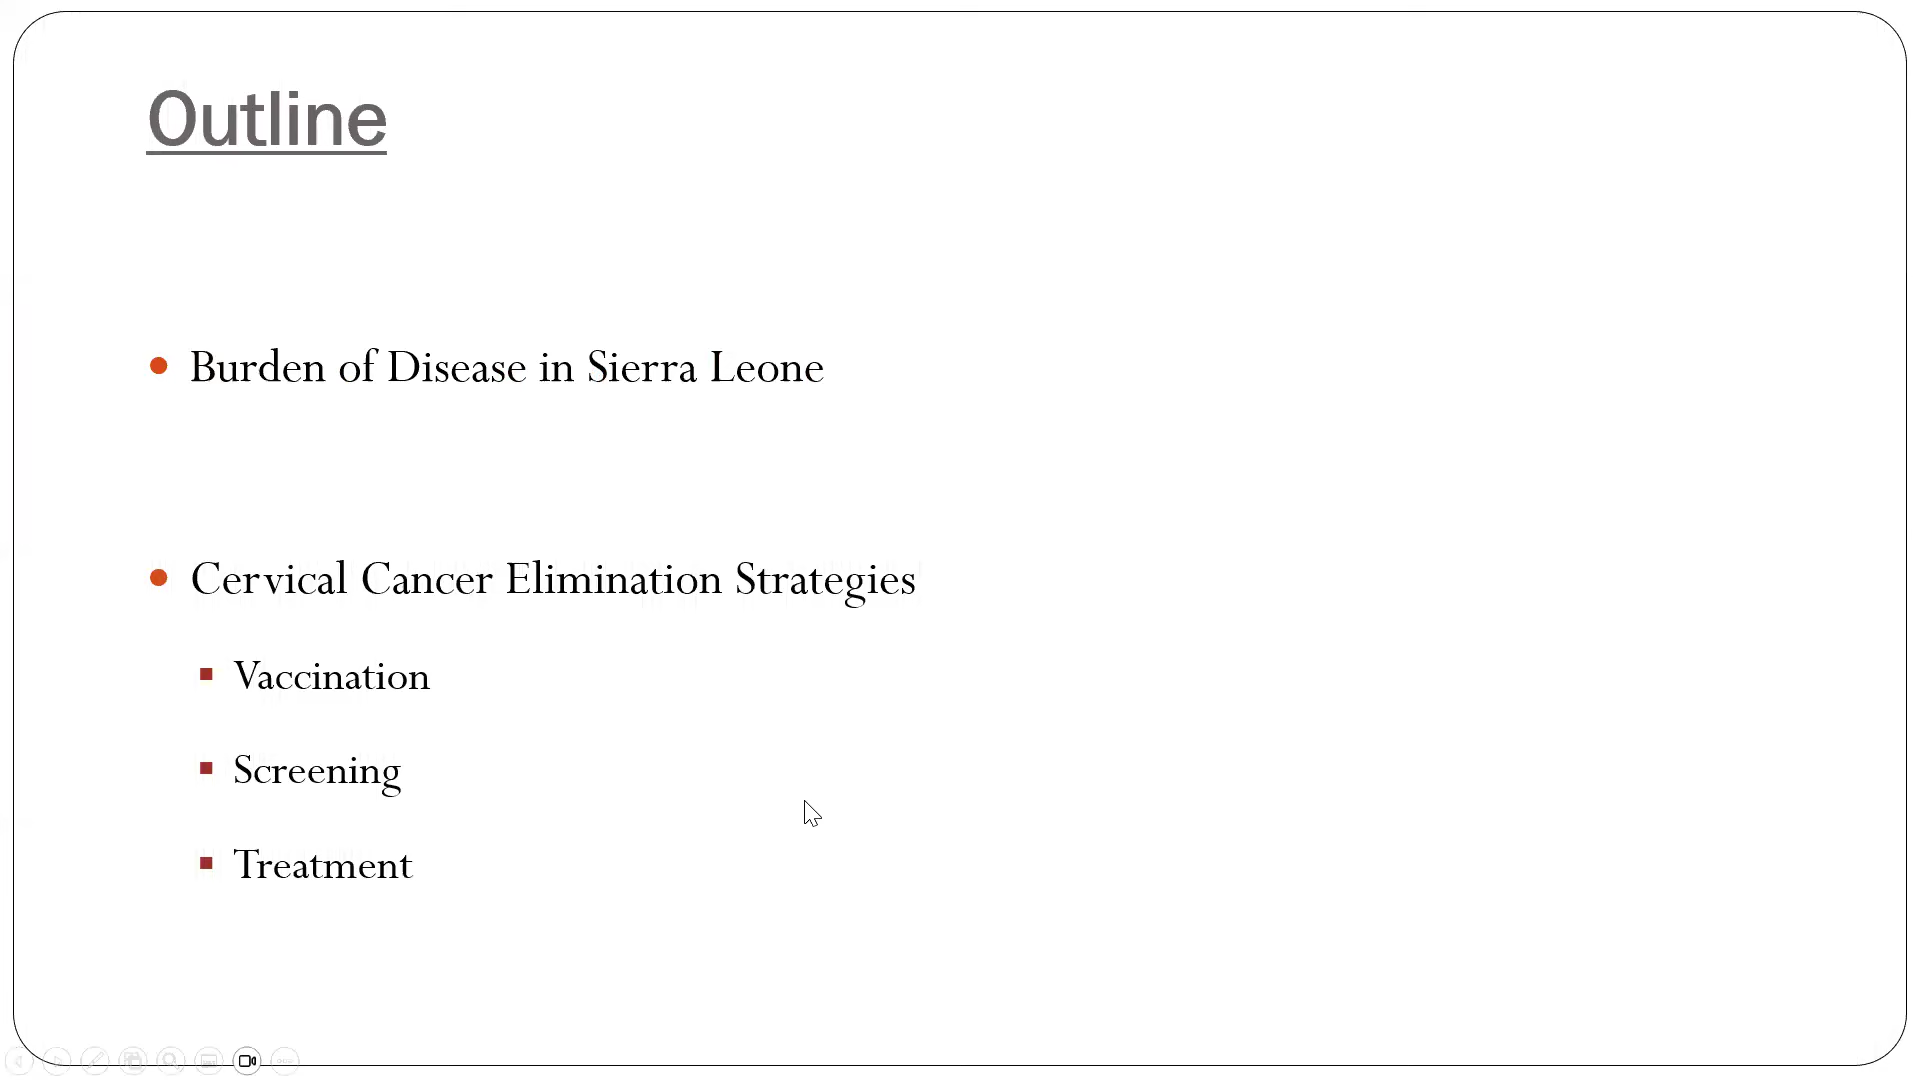 Outline
Burden of Disease in Sierra Leone
Cervical Cancer Elimination Strategies
Vaccination
Screening
Treatment